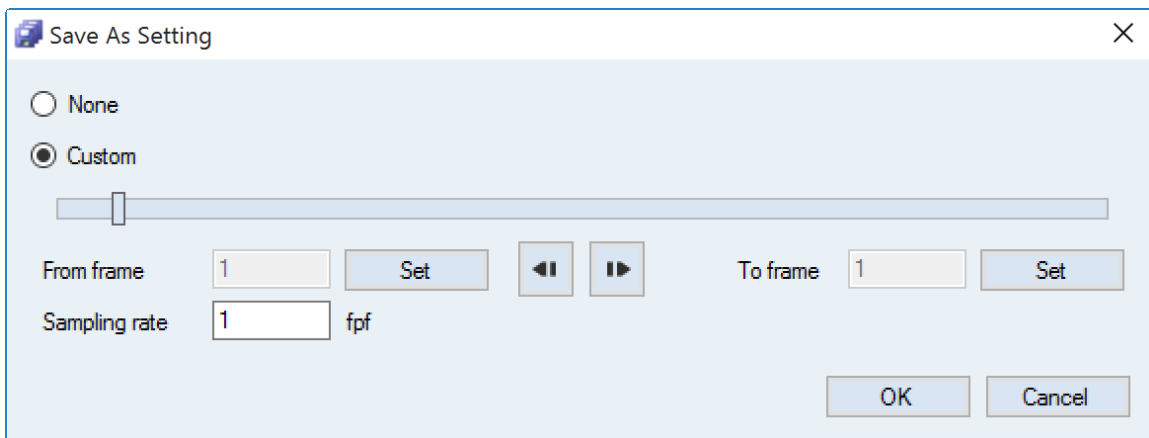 Save As Setting
None
Custom
From frame 1 Set To frame 1 Set
Sampling rate 1 fpf
OK Cancel